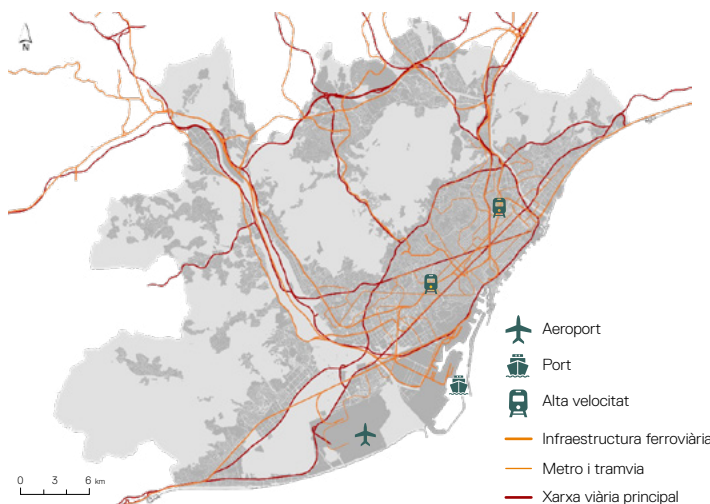 N
Aeroport
Port
Alta velocitat
Infraestructura ferroviària
Metro i tramvia
Xarxa viària principal
0 3 6 km